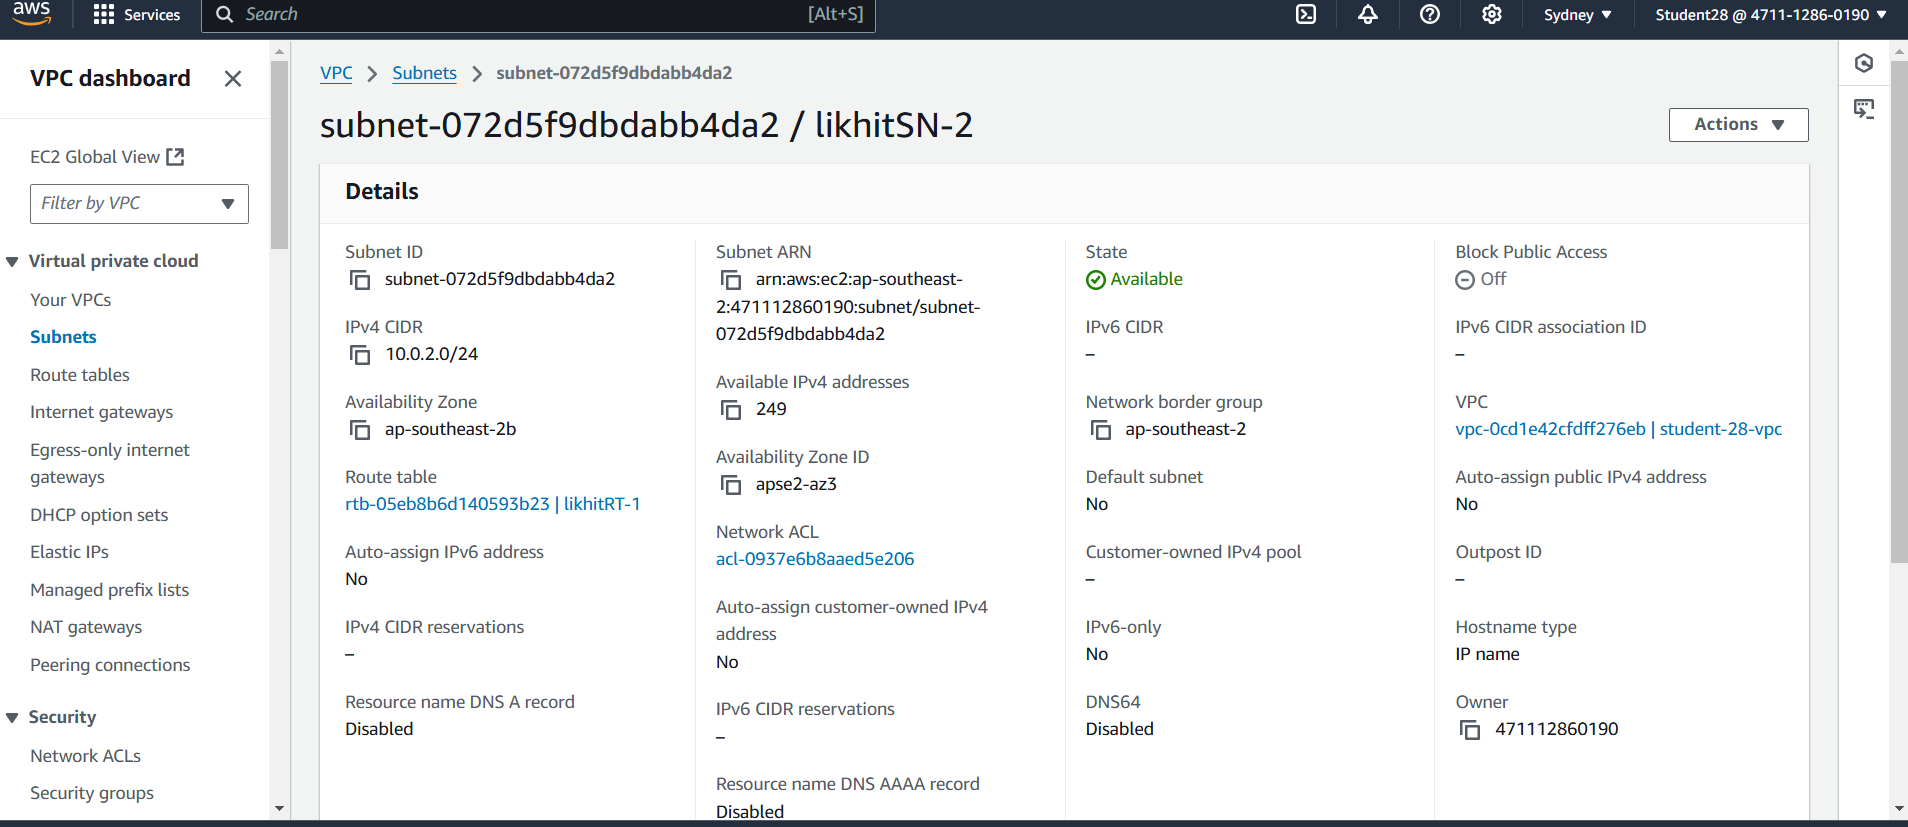 aws
Services
Search
[Alt+S]
Sydney
Student28 @ 4711-1286-0190
VPC dashboard
EC2 Global View
Filter by VPC
Virtual private cloud
Your VPCs
Subnets
Route tables
Internet gateways
Egress-only internet
gateways
DHCP option sets
Elastic IPs
Managed prefix lists
NAT gateways
Peering connections
Security
Network ACLs
Security groups
VPC > Subnets > subnet-072d5f9dbdabb4da2
subnet-072d5f9dbdabb4da2 / likhitSN-2
Actions
Details
Subnet ID
subnet-072d5f9dbdabb4da2
IPv4 CIDR
10.0.2.0/24
Availability Zone
ap-southeast-2b
Route table
rtb-05eb8b6d140593b23 | likhitRT-1
Auto-assign IPv6 address
No
IPv4 CIDR reservations
–
Resource name DNS A record
Disabled
Subnet ARN
arn:aws:ec2:ap-southeast-
2:471112860190:subnet/subnet-
072d5f9dbdabb4da2
Available IPv4 addresses
249
Availability Zone ID
apse2-az3
Network ACL
acl-0937e6b8aaed5e206
Auto-assign customer-owned IPv4
address
No
IPv6 CIDR reservations
–
Resource name DNS AAAA record
Disabled
State
Available
IPv6 CIDR
–
Network border group
ap-southeast-2
Default subnet
No
Customer-owned IPv4 pool
–
IPv6-only
No
DNS64
Disabled
Block Public Access
Off
IPv6 CIDR association ID
–
VPC
vpc-0cd1e42cfdff276eb | student-28-vpc
Auto-assign public IPv4 address
No
Outpost ID
–
Hostname type
IP name
Owner
471112860190